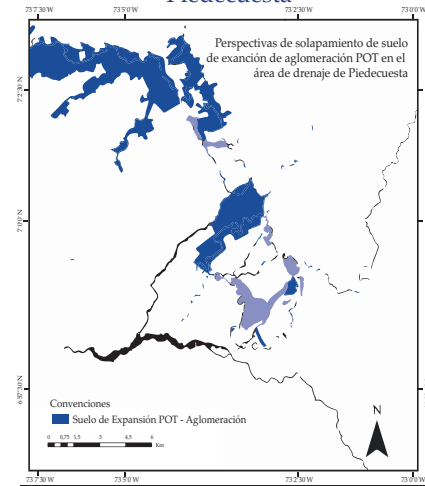 Piedecuesta
73°7'30"W 73°5'0"W 73°2'30"W 73°0'0"W
Perspectivas de solapamiento de suelo
de exanción de aglomeración POT en el
área de drenaje de Piedecuesta
7°2'30"N
7°0'0"N
6°57'30"N
Convenciones
Suelo de Expansión POT - Aglomeración
0 0,75 1,5 3 4,5 6
Km
N
73°7'30"W 73°5'0"W 73°2'30"W 73°0'0"W